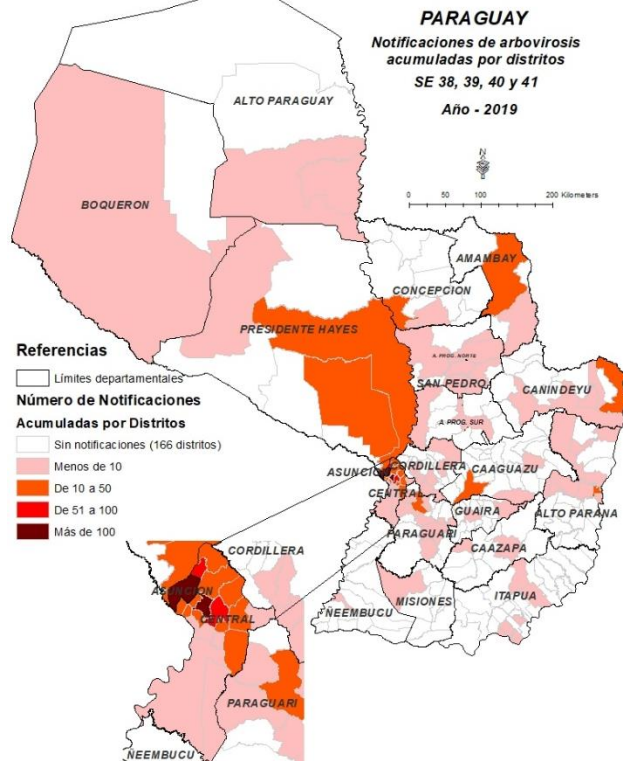 PARAGUAY
Notificaciones de arbovirosis
acumuladas por distritos
SE 38, 39, 40 y 41
Año - 2019
N
0 50 100 200 Kilometers
ALTO PARAGUAY
BOQUERON
AMAMBAY
CONCEPCION
PRESIDENTE HAYES
A. PROG. NORTE
SAN PEDRO
CANINDEYU
A. PROG. SUR
ASUNCION
CORDILLERA
CAAGUAZU
CENTRAL
GUAIRA
ALTO PARANA
PARAGUARI
CAAZAPA
ÑEEMBUCU
MISIONES
ITAPUA
Referencias
Límites departamentales
Número de Notificaciones
Acumuladas por Distritos
Sin notificaciones (166 distritos)
Menos de 10
De 10 a 50
De 51 a 100
Más de 100
CORDILLERA
ASUNCION
CENTRAL
PARAGUARI
ÑEEMBUCU